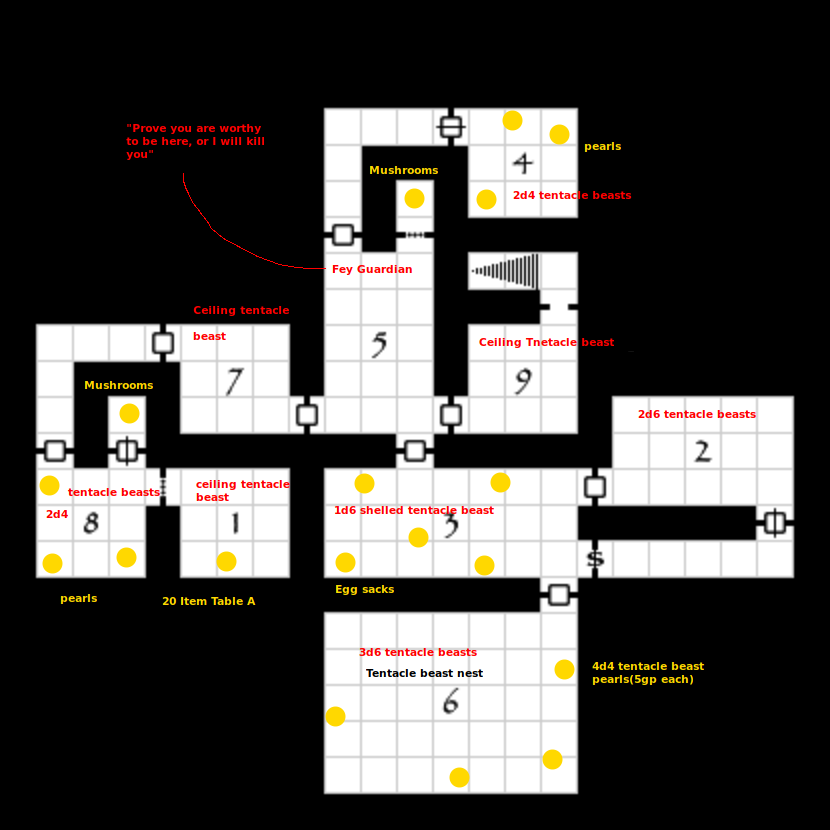 "Prove you are worthy
to be here, or I will kill
you"
pearls
4
Mushrooms
2d4 tentacle beasts
Fey Guardian
Ceiling tentacle
beast
5
Ceiling Tnetacle beast
7
9
Mushrooms
2d6 tentacle beasts
2
tentacle beasts
2d4
8
ceiling tentacle
beast
1
1d6 shelled tentacle beast
3
S
Egg sacks
pearls
20 Item Table A
3d6 tentacle beasts
Tentacle beast nest
6
4d4 tentacle beast
pearls(5gp each)